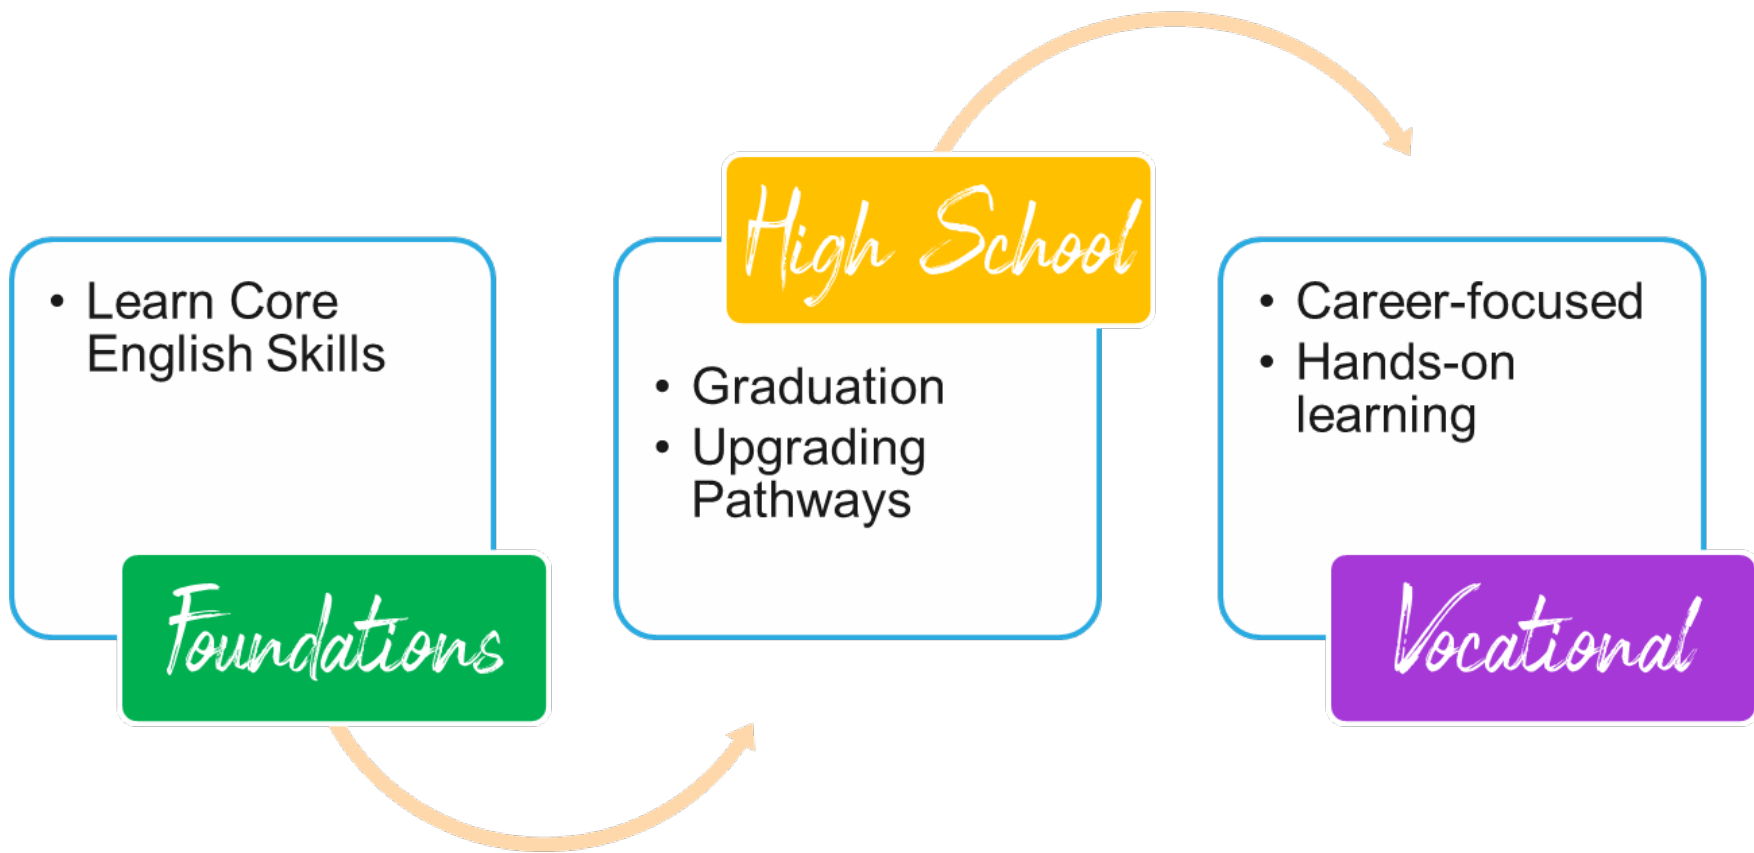 • Learn Core
English Skills
Foundations
High School
• Graduation
• Upgrading
Pathways
• Career-focused
• Hands-on
learning
Vocational